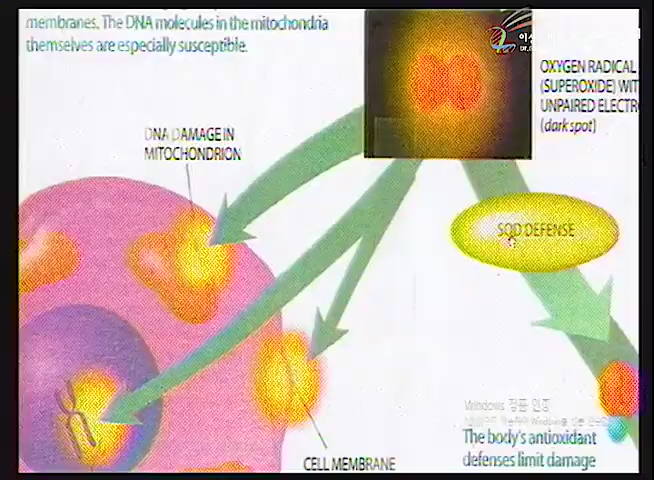 membranes. The DNA molecules in the mitochondria
themselves are especially susceptible.
OXYGEN RADICAL
(SUPEROXIDE) WIT
UNPAIRED ELECTR
(dark spot)
DNA DAMAGE IN
MITOCHONDRION
SOD DEFENSE
Windows 정품 인증
The body's antioxidant
defenses limit damage
CELL MEMBRANE